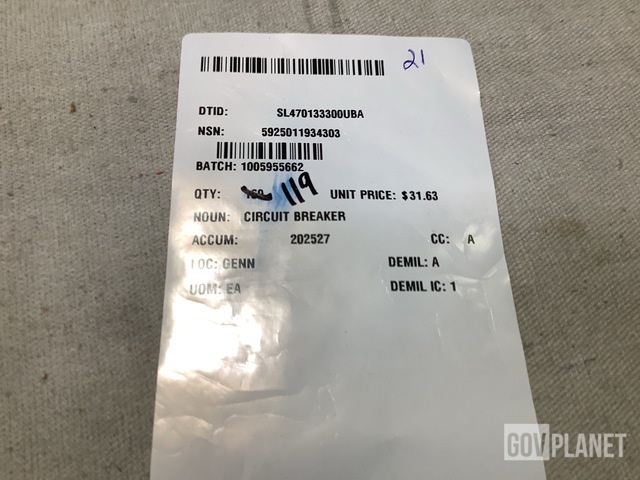 21
DTID: SL470133300UBA
NSN: 5925011934303
BATCH: 1005955662
QTY: 119 UNIT PRICE: $31.63
NOUN: CIRCUIT BREAKER
ACCUM: 202527 CC: A
LOC: GENN DEMIL: A
UOM: EA DEMIL IC: 1
GOVPLANET